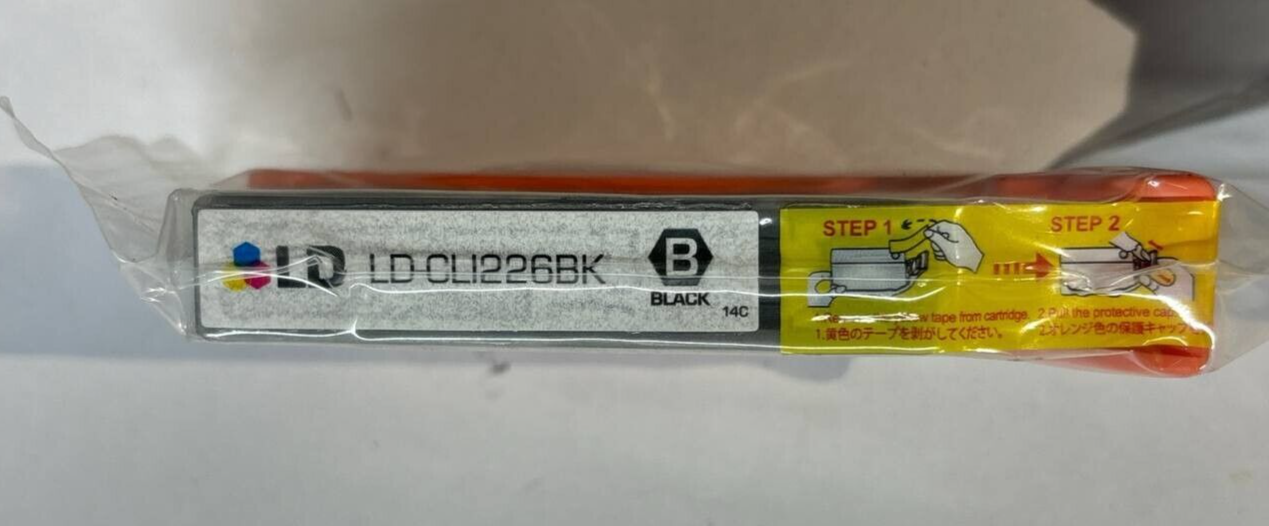 LD LD-CLI226BK
B
BLACK
14C
STEP 1
STEP 2
tape from cartridge.
2.Pull the protective cap
1.黄色のテープを剥がしてください。
2.オレンジ色の保護キャップ